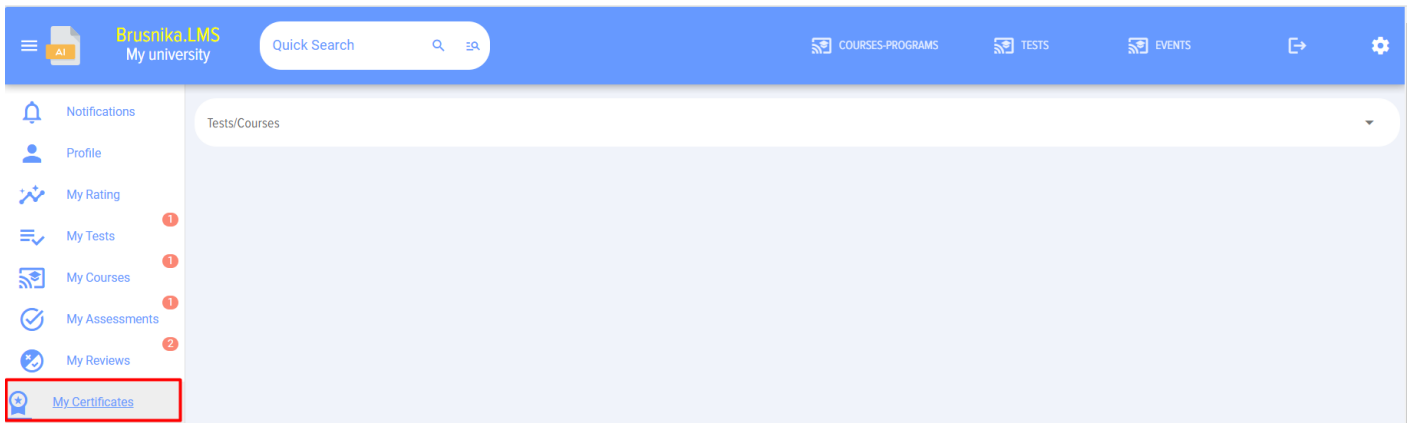 AI
Brusnika.LMS
My university
Quick Search
COURSES-PROGRAMS
TESTS
EVENTS
Notifications
Tests/Courses
Profile
My Rating
1
My Tests
1
My Courses
1
My Assessments
2
My Reviews
My Certificates